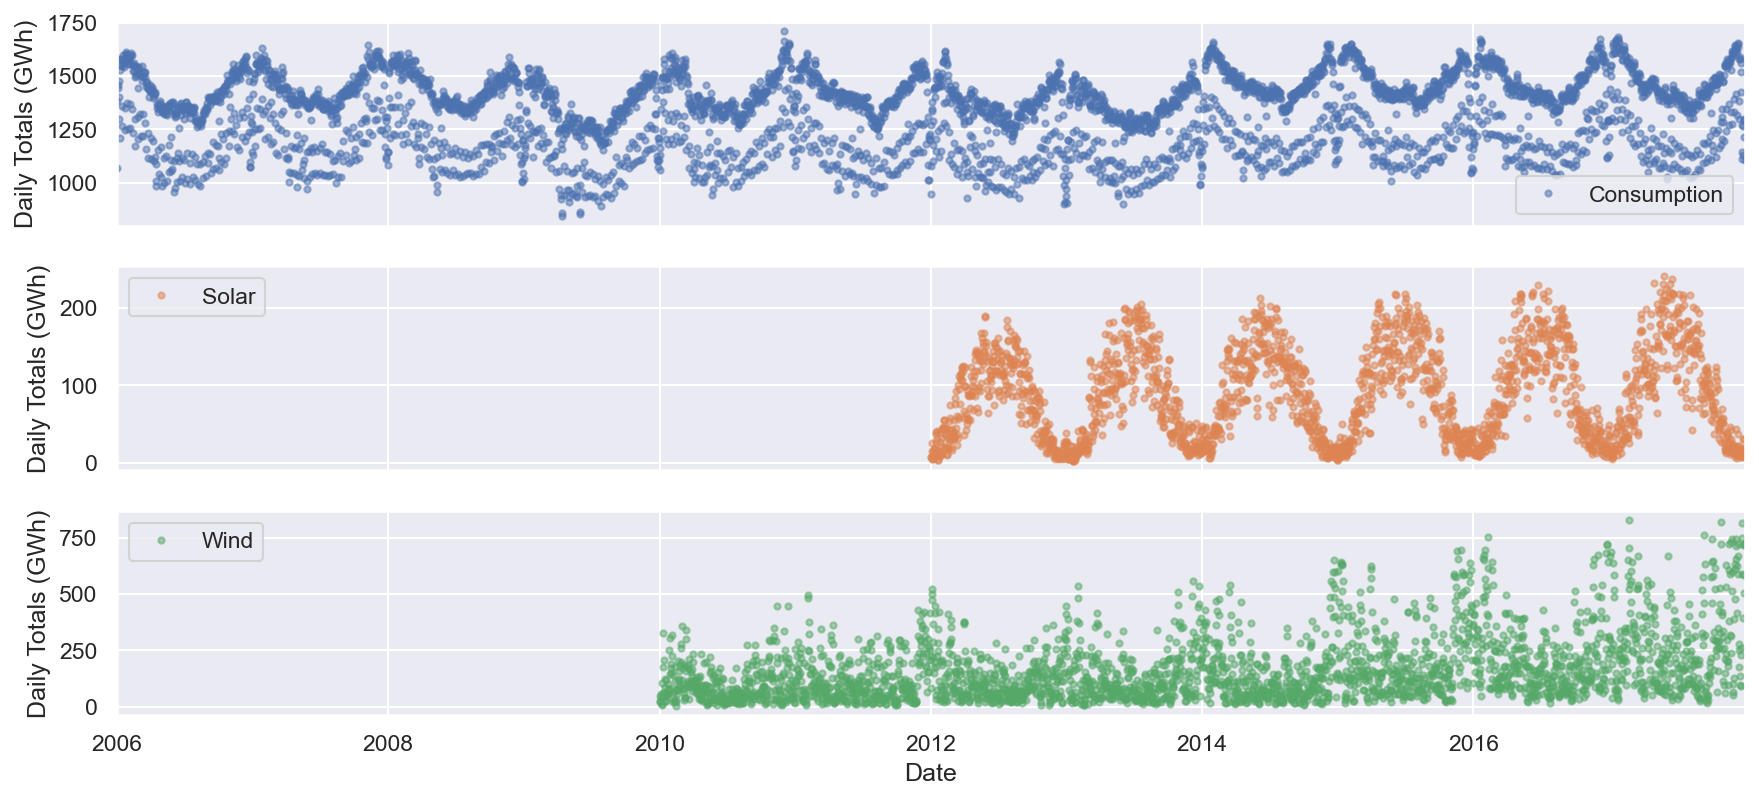 Daily Totals (GWh)
1750
1500
1250
1000
Consumption
Daily Totals (GWh)
200
100
0
Solar
Daily Totals (GWh)
750
500
250
0
Wind
2006 2008 2010 2012 2014 2016
Date